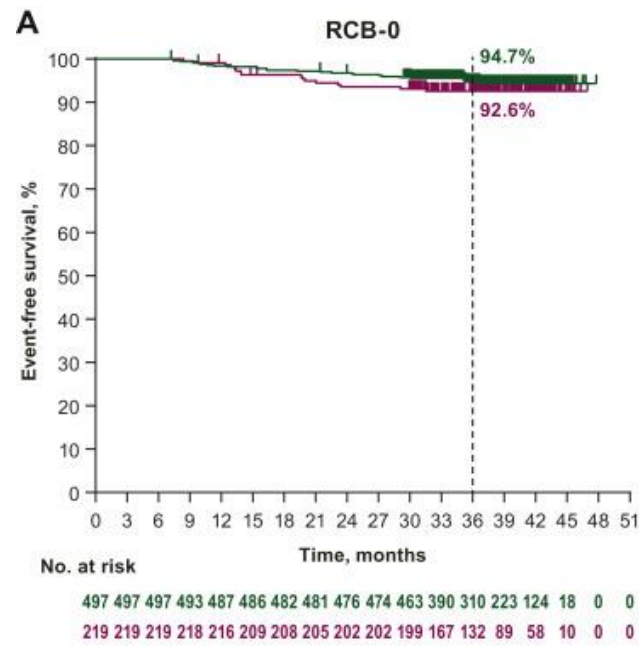 A
RCB-0
94.7%
92.6%
Event-free survival, %
100
90
80
70
60
50
40
30
20
10
0
0 3 6 9 12 15 18 21 24 27 30 33 36 39 42 45 48 51
Time, months
No. at risk
497 497 497 493 487 486 482 481 476 474 463 390 310 223 124 18 0 0
219 219 219 218 216 209 208 205 202 202 199 167 132 89 58 10 0 0